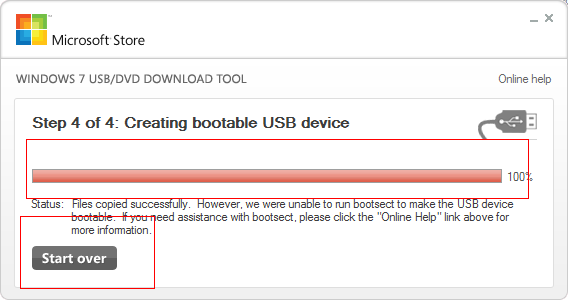 Microsoft Store
WINDOWS 7 USB/DVD DOWNLOAD TOOL
Online help
Step 4 of 4: Creating bootable USB device
100%
Status: Files copied successfully. However, we were unable to run bootsect to make the USB device
bootable. If you need assistance with bootsect, please click the "Online Help" link above for
more information.
Start over